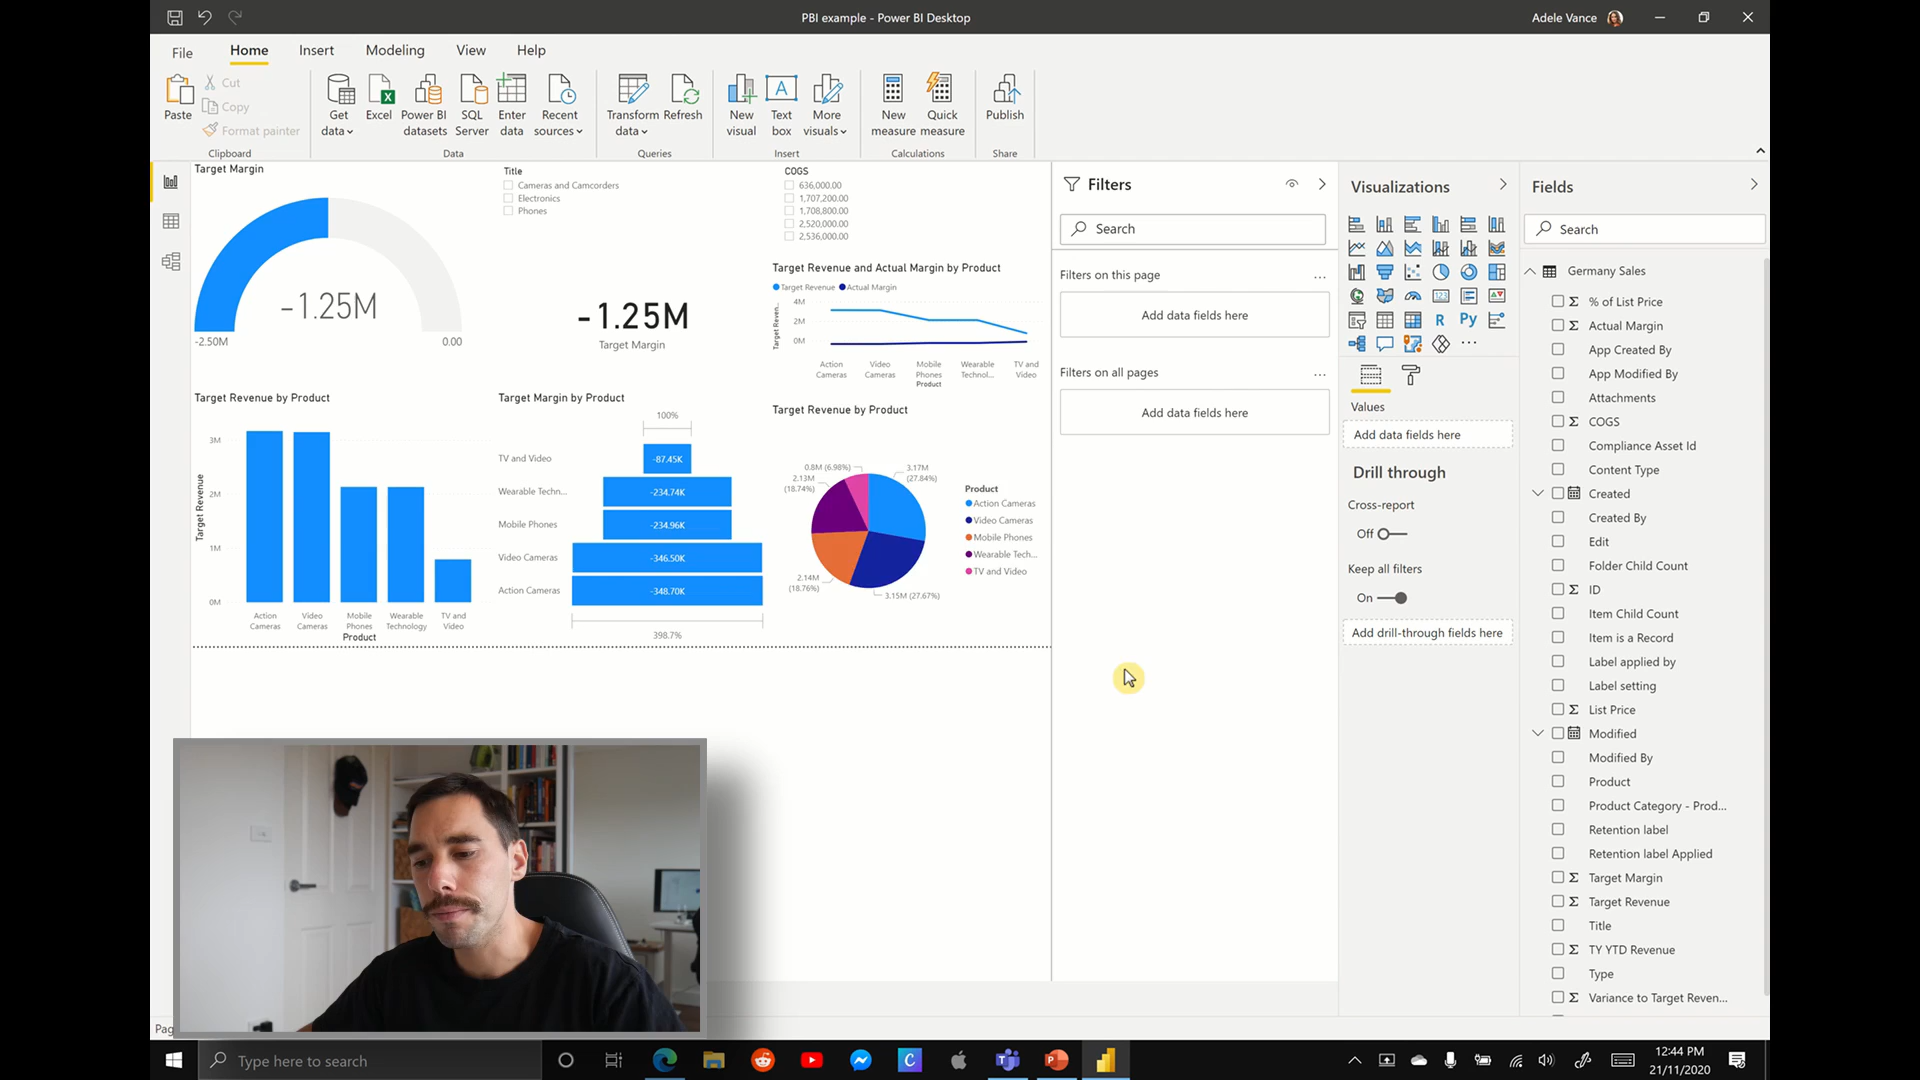 PBI example - Power BI Desktop
Adele Vance
File
Home
Insert
Modeling
View
Help
Paste
Cut
Copy
Format painter
Clipboard
Get data
Excel
Power BI datasets
SQL Server
Enter data
Recent sources
Data
Transform data
Refresh
Queries
New visual
Text box
More visuals
Insert
New measure
Quick measure
Calculations
Publish
Share
Target Margin
-1.25M
-2.50M
0.00
Title
Cameras and Camcorders
Electronics
Phones
-1.25M
Target Margin
COGS
636,000.00
1,707,200.00
1,708,800.00
2,520,000.00
2,536,000.00
Target Revenue and Actual Margin by Product
Target Revenue
Actual Margin
Target Reven...
4M
2M
0M
Action Cameras
Video Cameras
Mobile Phones
Wearable Technol...
TV and Video
Product
Target Revenue by Product
Target Revenue
3M
2M
1M
0M
Action Cameras
Video Cameras
Mobile Phones
Wearable Technology
TV and Video
Product
Target Margin by Product
100%
TV and Video
-87.45K
Wearable Techn...
-234.74K
Mobile Phones
-234.96K
Video Cameras
-346.50K
Action Cameras
-348.70K
398.7%
Target Revenue by Product
0.8M (6.98%)
2.13M (18.74%)
3.17M (27.84%)
2.14M (18.76%)
3.15M (27.67%)
Product
Action Cameras
Video Cameras
Mobile Phones
Wearable Tech...
TV and Video
Filters
Search
Filters on this page
...
Add data fields here
Filters on all pages
...
Add data fields here
Visualizations
R
Py
...
Values
Add data fields here
Drill through
Cross-report
Off
Keep all filters
On
Add drill-through fields here
Fields
Search
Germany Sales
Σ % of List Price
Σ Actual Margin
App Created By
App Modified By
Attachments
Σ COGS
Compliance Asset Id
Content Type
Created
Created By
Edit
Folder Child Count
Σ ID
Item Child Count
Item is a Record
Label applied by
Label setting
Σ List Price
Modified
Modified By
Product
Product Category - Prod...
Retention label
Retention label Applied
Σ Target Margin
Σ Target Revenue
Title
Σ TY YTD Revenue
Type
Σ Variance to Target Reven...
Pag
Type here to search
12:44 PM
21/11/2020